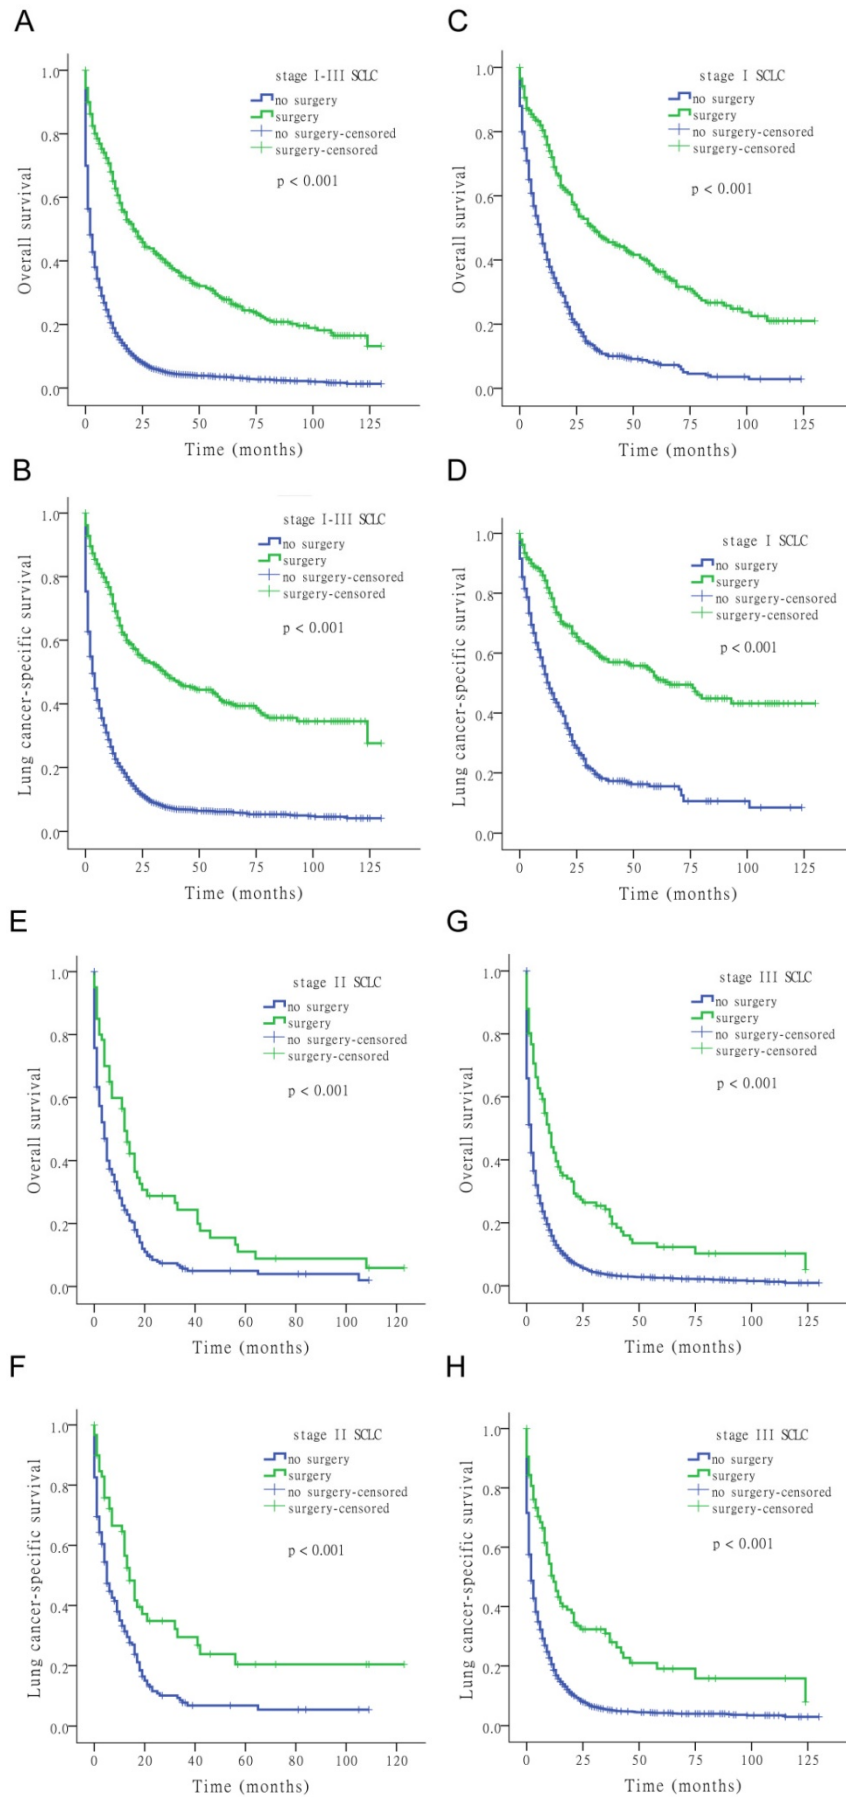 A
stage I-III SCLC
no surgery
surgery
no surgery-censored
surgery-censored
p < 0.001
Overall survival
1.0
0.8
0.6
0.4
0.2
0.0
0 25 50 75 100 125
Time (months)
C
stage I SCLC
no surgery
surgery
no surgery-censored
surgery-censored
p < 0.001
Overall survival
1.0
0.8
0.6
0.4
0.2
0.0
0 25 50 75 100 125
Time (months)
B
stage I-III SCLC
no surgery
surgery
no surgery-censored
surgery-censored
p < 0.001
Lung cancer-specific survival
1.0
0.8
0.6
0.4
0.2
0.0
0 25 50 75 100 125
Time (months)
D
stage I SCLC
no surgery
surgery
no surgery-censored
surgery-censored
p < 0.001
Lung cancer-specific survival
1.0
0.8
0.6
0.4
0.2
0.0
0 25 50 75 100 125
Time (months)
E
stage II SCLC
no surgery
surgery
no surgery-censored
surgery-censored
p < 0.001
Overall survival
1.0
0.8
0.6
0.4
0.2
0.0
0 20 40 60 80 100 120
Time (months)
G
stage III SCLC
no surgery
surgery
no surgery-censored
surgery-censored
p < 0.001
Overall survival
1.0
0.8
0.6
0.4
0.2
0.0
0 25 50 75 100 125
Time (months)
F
stage II SCLC
no surgery
surgery
no surgery-censored
surgery-censored
p < 0.001
Lung cancer-specific survival
1.0
0.8
0.6
0.4
0.2
0.0
0 20 40 60 80 100 120
Time (months)
H
stage III SCLC
no surgery
surgery
no surgery-censored
surgery-censored
p < 0.001
Lung cancer-specific survival
1.0
0.8
0.6
0.4
0.2
0.0
0 25 50 75 100 125
Time (months)